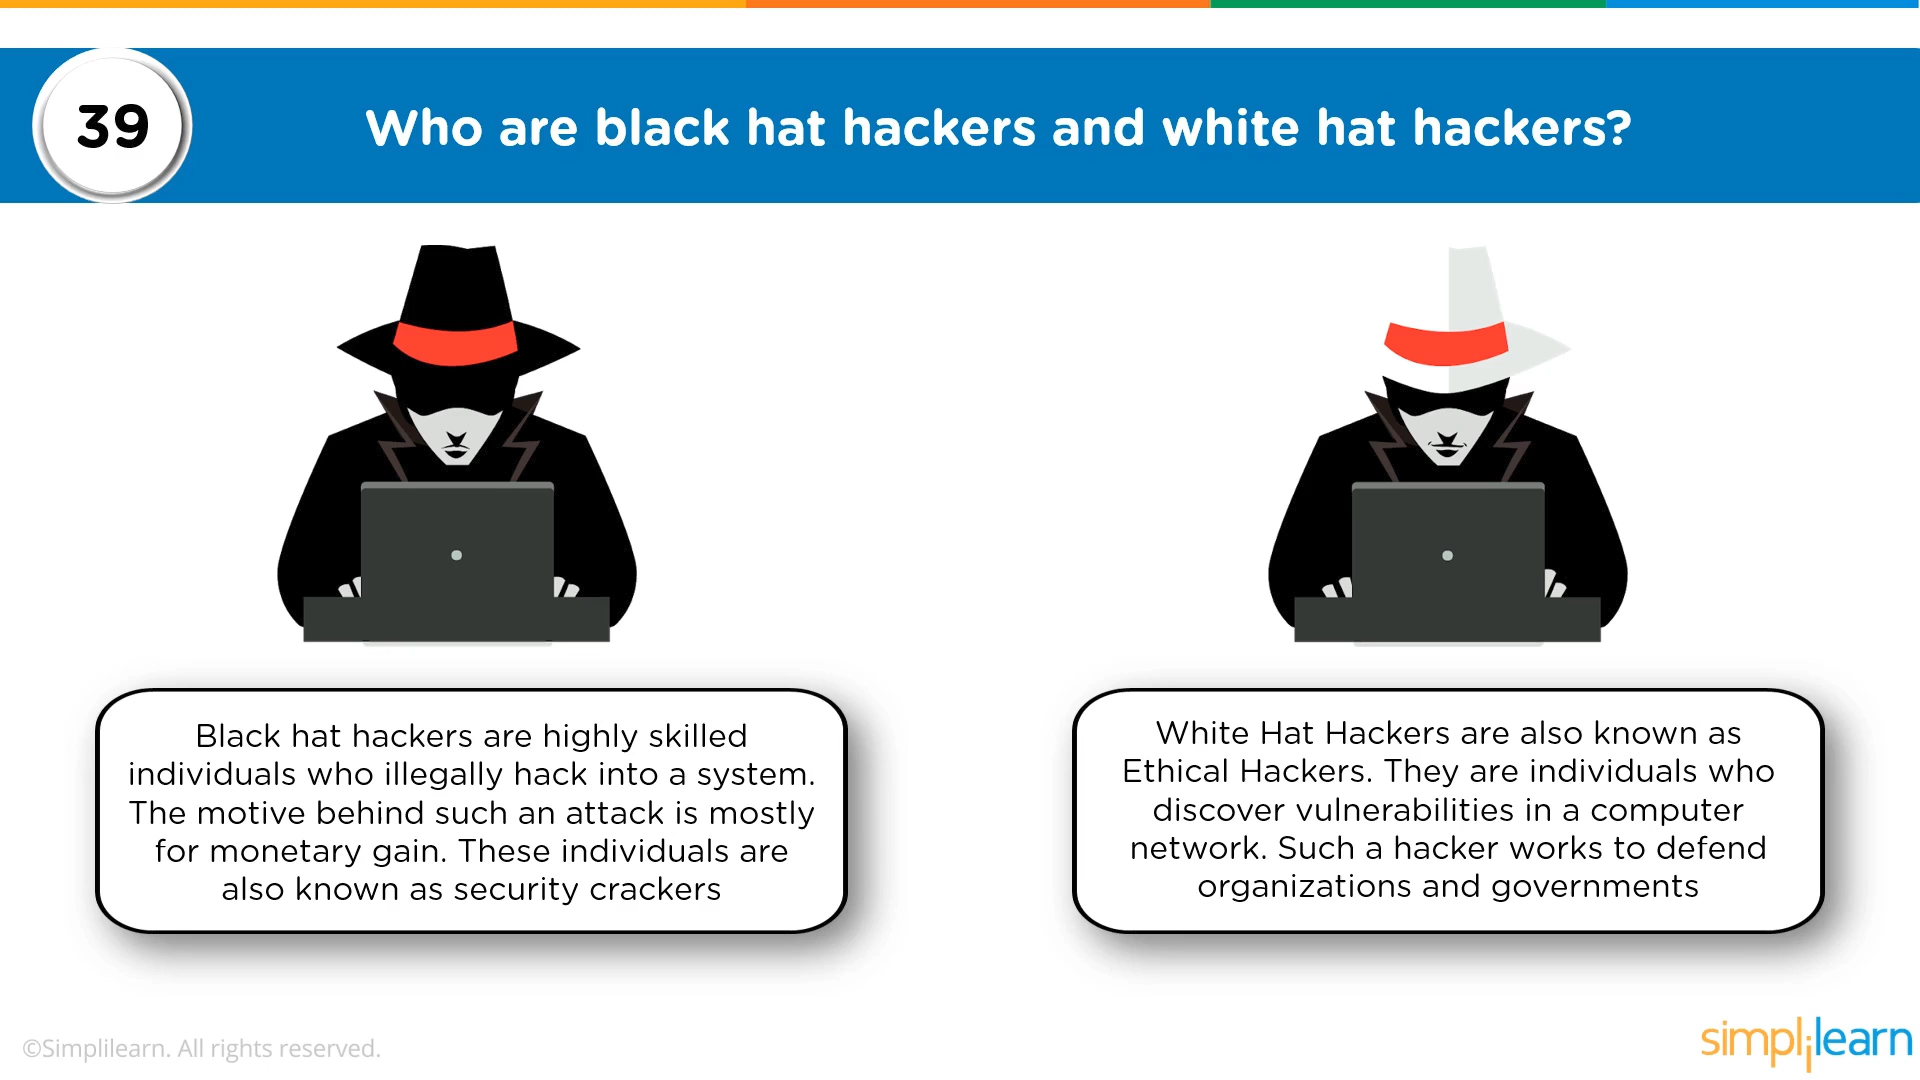 39
Who are black hat hackers and white hat hackers?
Black hat hackers are highly skilled
individuals who illegally hack into a system.
The motive behind such an attack is mostly
for monetary gain. These individuals are
also known as security crackers
White Hat Hackers are also known as
Ethical Hackers. They are individuals who
discover vulnerabilities in a computer
network. Such a hacker works to defend
organizations and governments
©Simplilearn. All rights reserved.
simplilearn